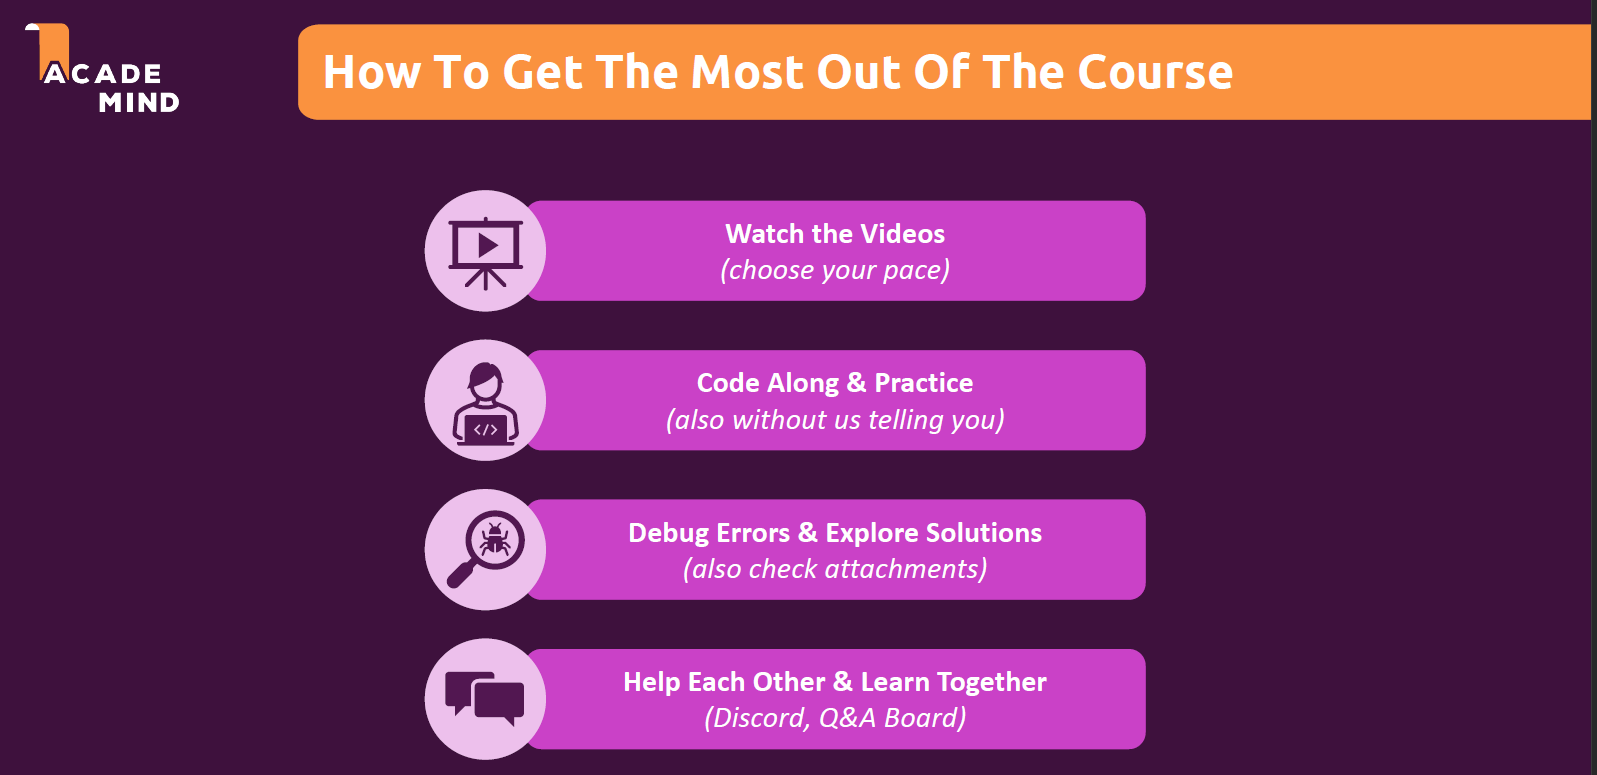 ACADE
MIND
How To Get The Most Out Of The Course
Watch the Videos
(choose your pace)
Code Along & Practice
(also without us telling you)
</>
Debug Errors & Explore Solutions
(also check attachments)
Help Each Other & Learn Together
(Discord, Q&A Board)